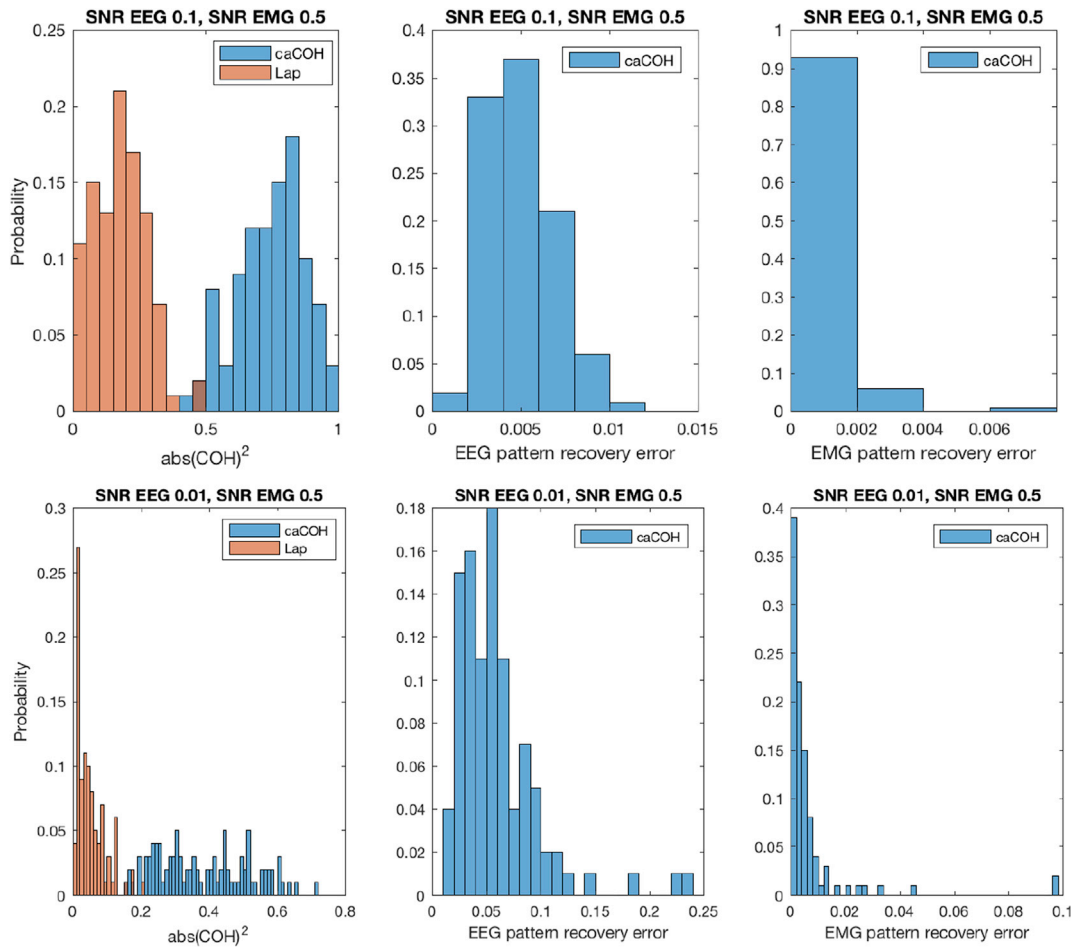 SNR EEG 0.1, SNR EMG 0.5
0.25
0.2
0.15
0.1
0.05
0
Probability
caCOH
Lap
0 0.5 1
abs(COH)²
SNR EEG 0.1, SNR EMG 0.5
0.4
0.35
0.3
0.25
0.2
0.15
0.1
0.05
0
caCOH
0 0.005 0.01 0.015
EEG pattern recovery error
SNR EEG 0.1, SNR EMG 0.5
1
0.9
0.8
0.7
0.6
0.5
0.4
0.3
0.2
0.1
0
caCOH
0 0.002 0.004 0.006
EMG pattern recovery error
SNR EEG 0.01, SNR EMG 0.5
0.3
0.25
0.2
0.15
0.1
0.05
0
Probability
caCOH
Lap
0 0.2 0.4 0.6 0.8
abs(COH)²
SNR EEG 0.01, SNR EMG 0.5
0.18
0.16
0.14
0.12
0.1
0.08
0.06
0.04
0.02
0
caCOH
0 0.05 0.10 0.15 0.20 0.25
EEG pattern recovery error
SNR EEG 0.01, SNR EMG 0.5
0.4
0.35
0.3
0.25
0.2
0.15
0.1
0.05
0
caCOH
0 0.02 0.04 0.06 0.08 0.1
EMG pattern recovery error